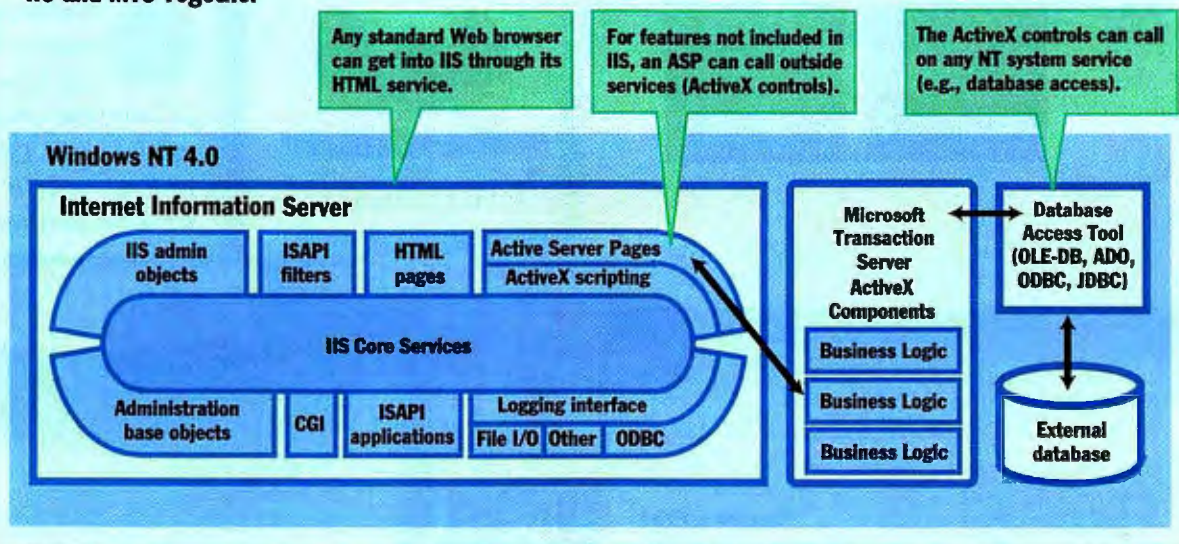 Any standard Web browser
can get into IIS through its
HTML service.
For features not included in
IIS, an ASP can call outside
services (ActiveX controls).
The ActiveX controls can call
on any NT system service
(e.g., database access).
Windows NT 4.0
Internet Information Server
IIS admin
objects
ISAPI
filters
HTML
pages
Active Server Pages
ActiveX scripting
IIS Core Services
Administration
base objects
CGI
ISAPI
applications
Logging interface
File I/O
Other
ODBC
Microsoft
Transaction
Server
ActiveX
Components
Business Logic
Business Logic
Business Logic
Database
Access Tool
(OLE-DB, ADO,
ODBC, JDBC)
External
database